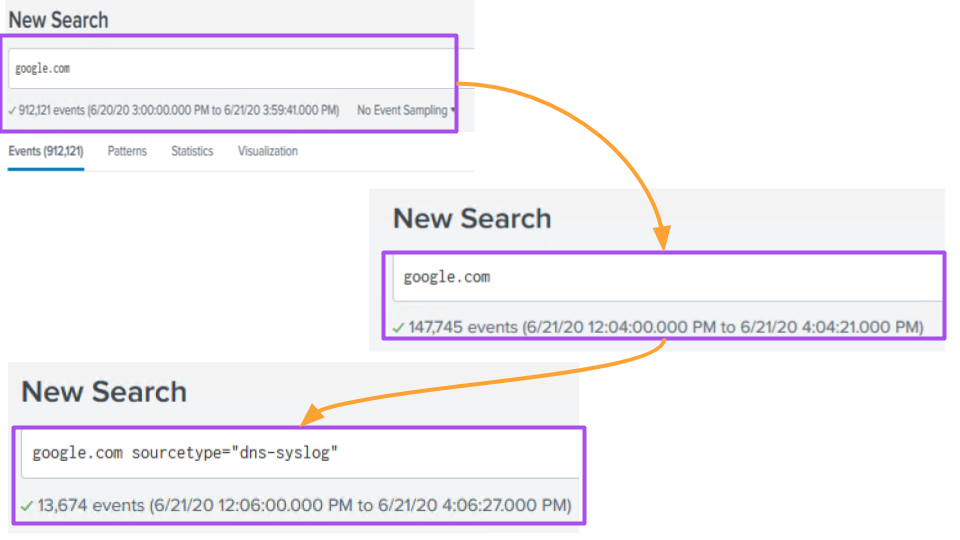 New Search
google.com
✓ 912,121 events (6/20/20 3:00:00.000 PM to 6/21/20 3:59:41.000 PM) No Event Sampling ▾
Events (912,121) Patterns Statistics Visualization
New Search
google.com
✓ 147,745 events (6/21/20 12:04:00.000 PM to 6/21/20 4:04:21.000 PM)
New Search
google.com sourcetype="dns-syslog"
✓ 13,674 events (6/21/20 12:06:00.000 PM to 6/21/20 4:06:27.000 PM)